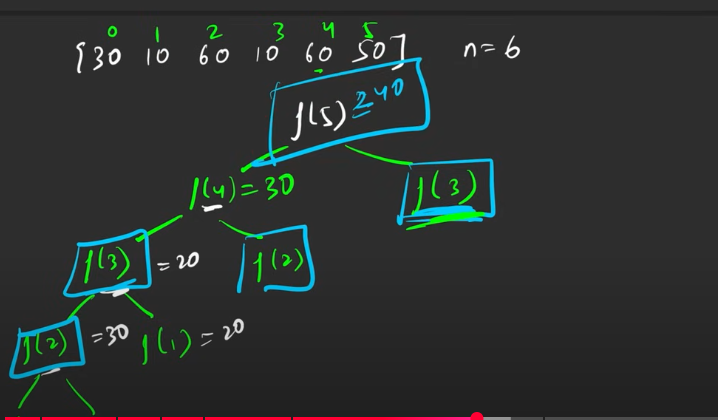 0 1 2 3 4 5
[30 10 60 10 60 50] n=6
f(5) 240
f(4) = 30 f(3)
f(3) = 20 f(2)
f(2) = 30 f(1) = 20